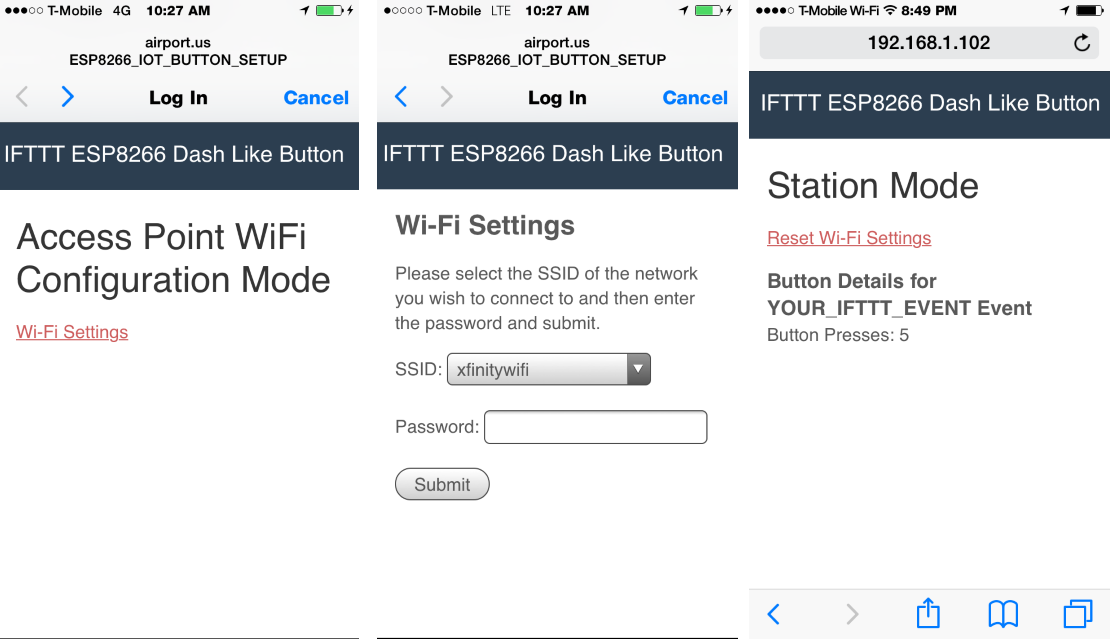 T-Mobile 4G 10:27 AM
airport.us
ESP8266_IOT_BUTTON_SETUP
Log In Cancel
IFTTT ESP8266 Dash Like Button
Access Point WiFi
Configuration Mode
Wi-Fi Settings
T-Mobile LTE 10:27 AM
airport.us
ESP8266_IOT_BUTTON_SETUP
Log In Cancel
IFTTT ESP8266 Dash Like Button
Wi-Fi Settings
Please select the SSID of the network
you wish to connect to and then enter
the password and submit.
SSID: xfinitywifi
Password:
Submit
T-Mobile Wi-Fi 8:49 PM
192.168.1.102
IFTTT ESP8266 Dash Like Button
Station Mode
Reset Wi-Fi Settings
Button Details for
YOUR_IFTTT_EVENT Event
Button Presses: 5